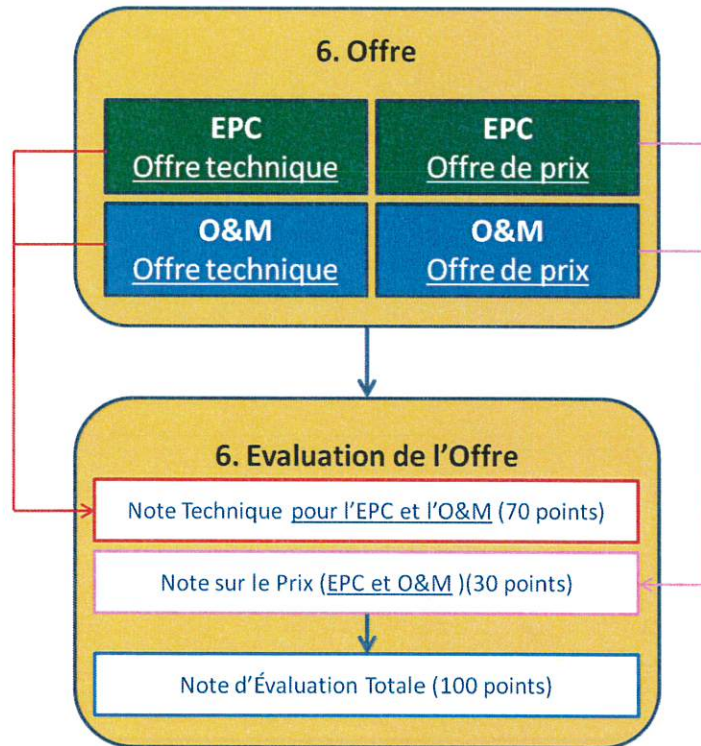 6. Offre
EPC
Offre technique
EPC
Offre de prix
O&M
Offre technique
O&M
Offre de prix
6. Evaluation de l'Offre
Note Technique pour l'EPC et l'O&M (70 points)
Note sur le Prix (EPC et O&M )(30 points)
Note d'Évaluation Totale (100 points)